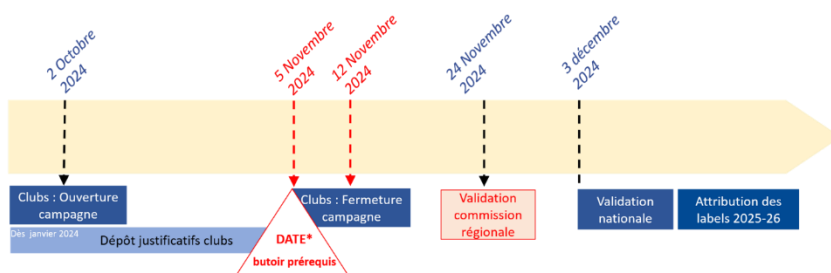 2 Octobre
2024
5 Novembre
2024
12 Novembre
2024
24 Novembre
2024
3 décembre
2024
Clubs : Ouverture
campagne
Clubs : Fermeture
campagne
Validation
commission
régionale
Validation
nationale
Attribution des
labels 2025-26
Dès janvier 2024
Dépôt justificatifs clubs
DATE*
butoir prérequis